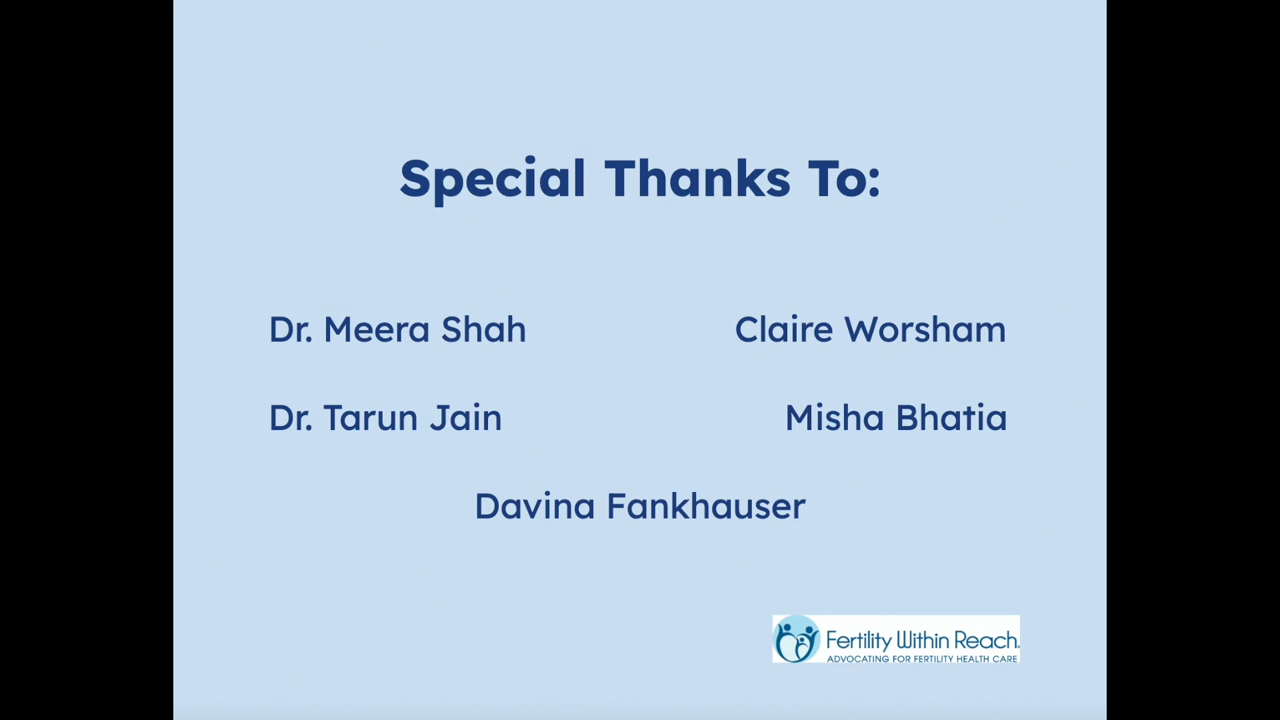 Special Thanks To:
Dr. Meera Shah
Claire Worsham
Dr. Tarun Jain
Misha Bhatia
Davina Fankhauser
Fertility Within Reach.
ADVOCATING FOR FERTILITY HEALTH CARE